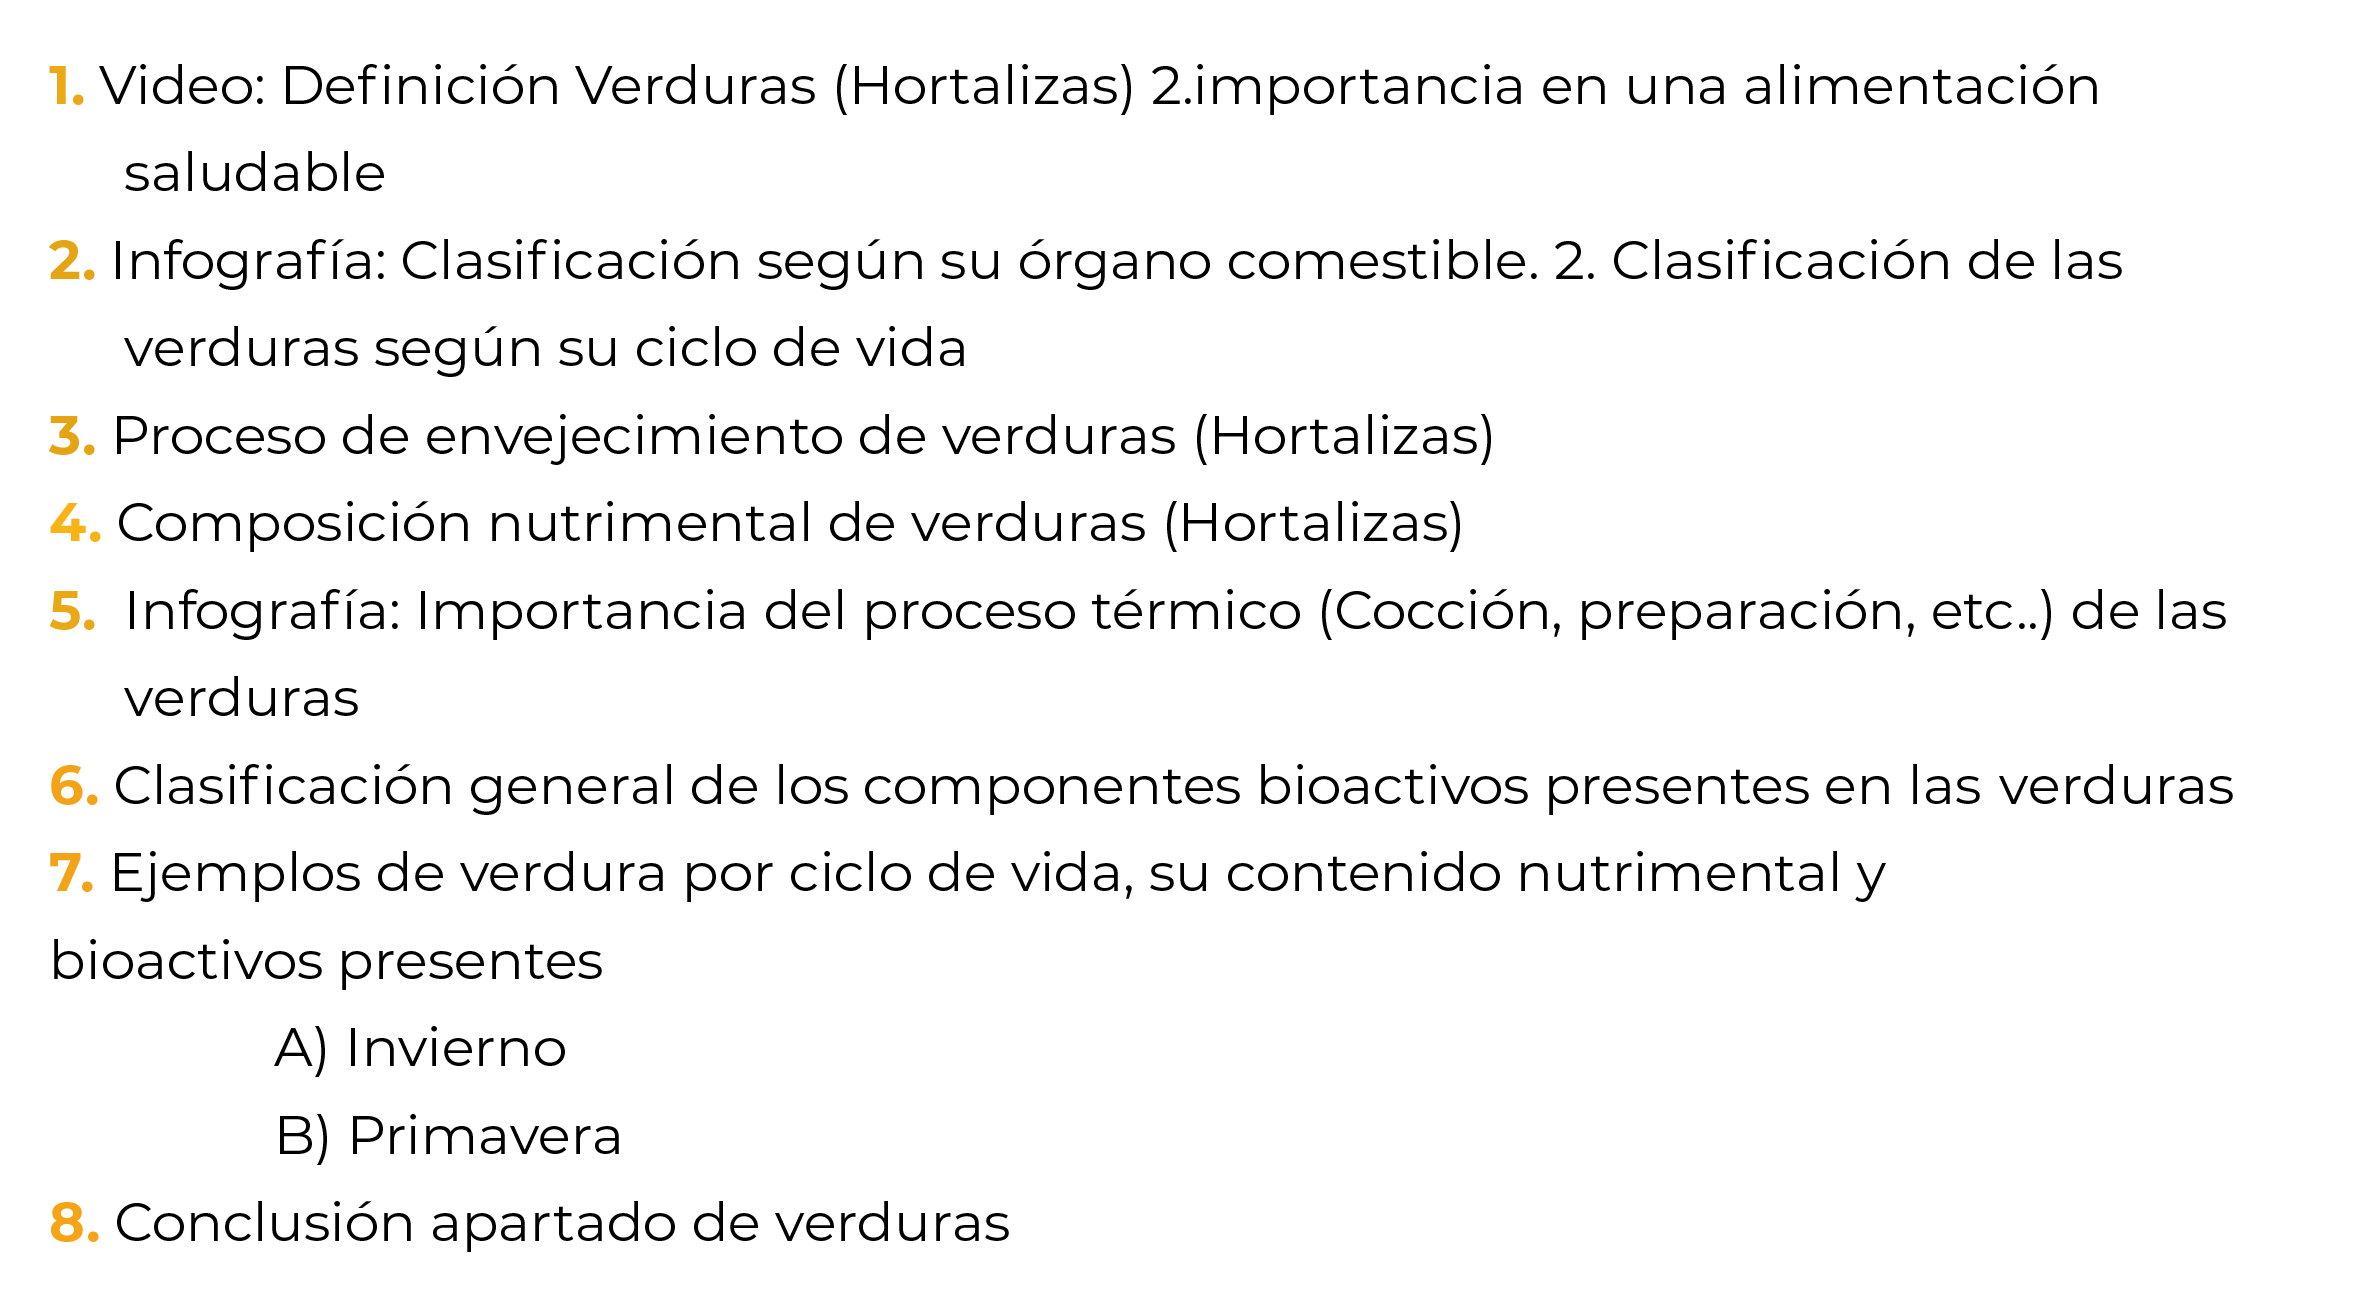 1. Video: Definición Verduras (Hortalizas) 2.importancia en una alimentación
saludable
2. Infografía: Clasificación según su órgano comestible. 2. Clasificación de las
verduras según su ciclo de vida
3. Proceso de envejecimiento de verduras (Hortalizas)
4. Composición nutrimental de verduras (Hortalizas)
5. Infografía: Importancia del proceso térmico (Cocción, preparación, etc..) de las
verduras
6. Clasificación general de los componentes bioactivos presentes en las verduras
7. Ejemplos de verdura por ciclo de vida, su contenido nutrimental y
bioactivos presentes
A) Invierno
B) Primavera
8. Conclusión apartado de verduras